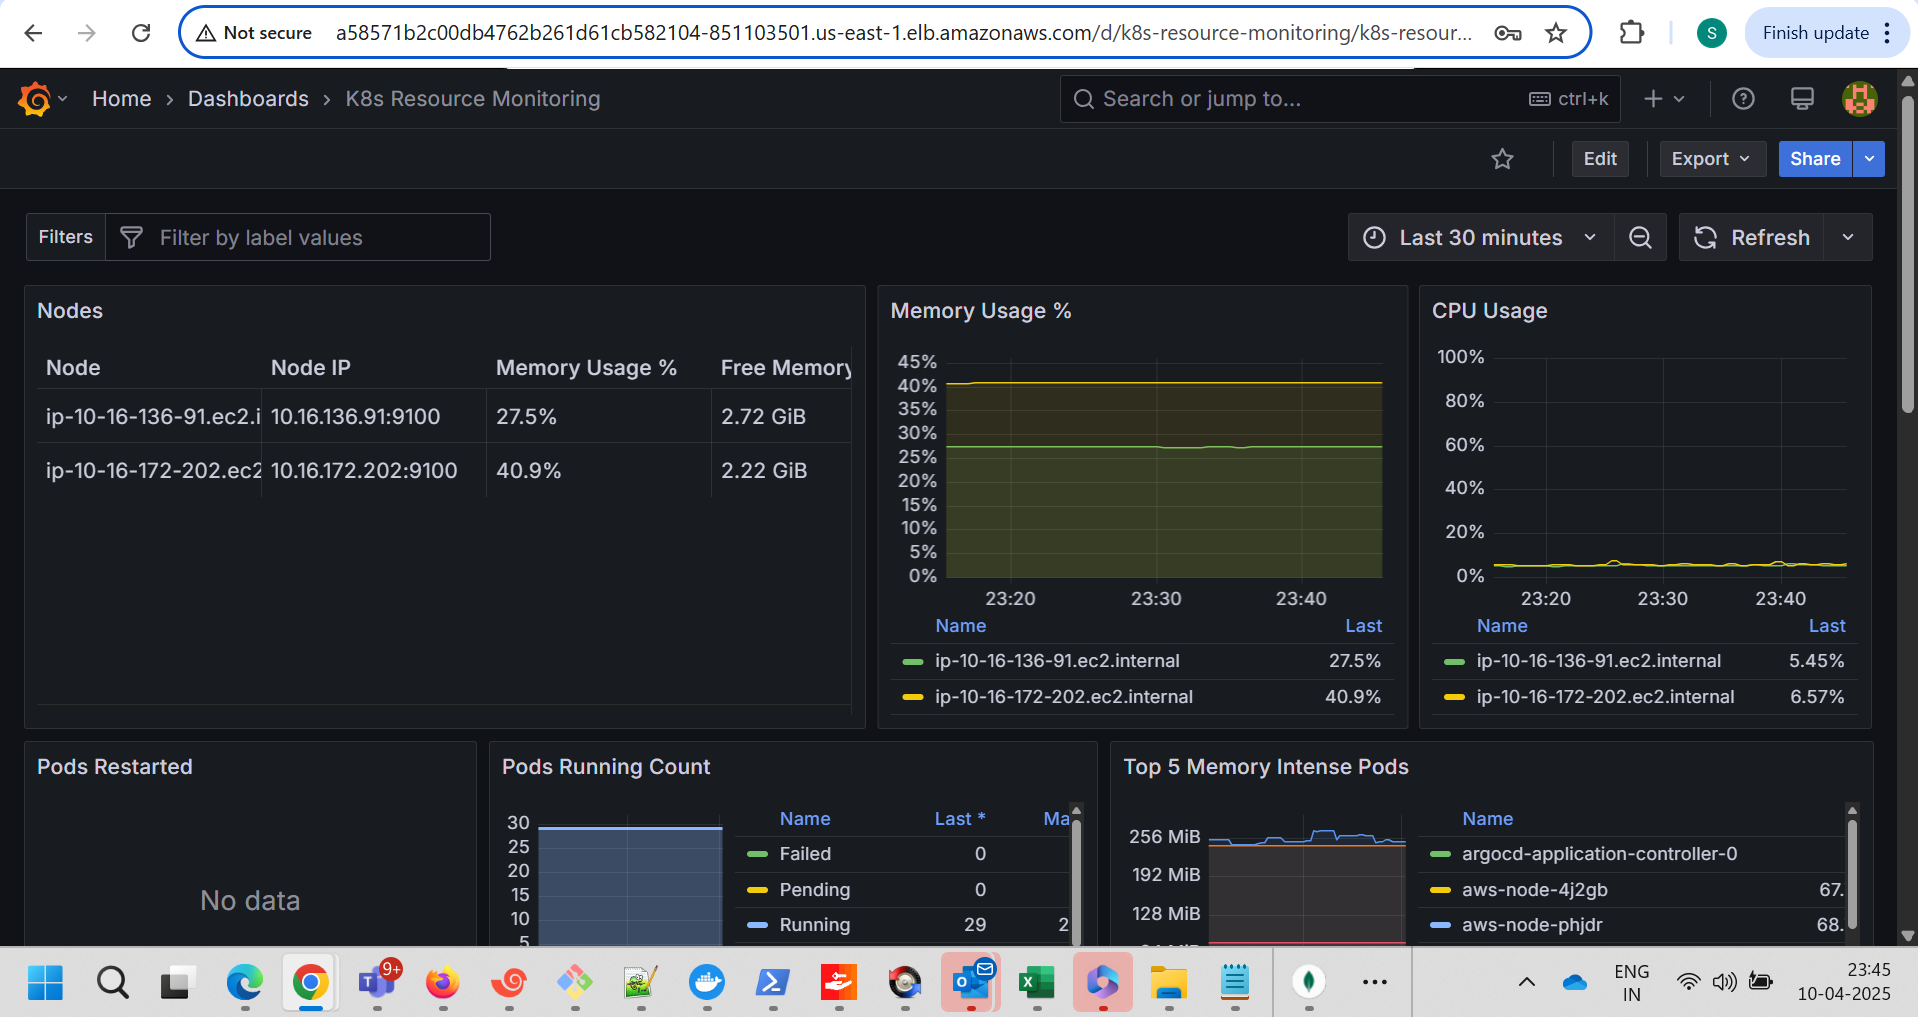 Not secure
a58571b2c00db4762b261d61cb582104-851103501.us-east-1.elb.amazonaws.com/d/k8s-resource-monitoring/k8s-resour...
S
Finish update
Home › Dashboards › K8s Resource Monitoring
Search or jump to...
ctrl+k
Edit
Export
Share
Filters
Filter by label values
Last 30 minutes
Refresh
Nodes
Node Node IP Memory Usage % Free Memory
ip-10-16-136-91.ec2.i 10.16.136.91:9100 27.5% 2.72 GiB
ip-10-16-172-202.ec2 10.16.172.202:9100 40.9% 2.22 GiB
Memory Usage %
45%
40%
35%
30%
25%
20%
15%
10%
5%
0%
23:20 23:30 23:40
Name Last
ip-10-16-136-91.ec2.internal 27.5%
ip-10-16-172-202.ec2.internal 40.9%
CPU Usage
100%
80%
60%
40%
20%
0%
23:20 23:30 23:40
Name Last
ip-10-16-136-91.ec2.internal 5.45%
ip-10-16-172-202.ec2.internal 6.57%
Pods Restarted
No data
Pods Running Count
30
25
20
15
10
5
Name Last * Ma
Failed 0
Pending 0
Running 29 2
Top 5 Memory Intense Pods
256 MiB
192 MiB
128 MiB
Name
argocd-application-controller-0
aws-node-4j2gb 67.
aws-node-phjdr 68.
9+
ENG
IN
23:45
10-04-2025